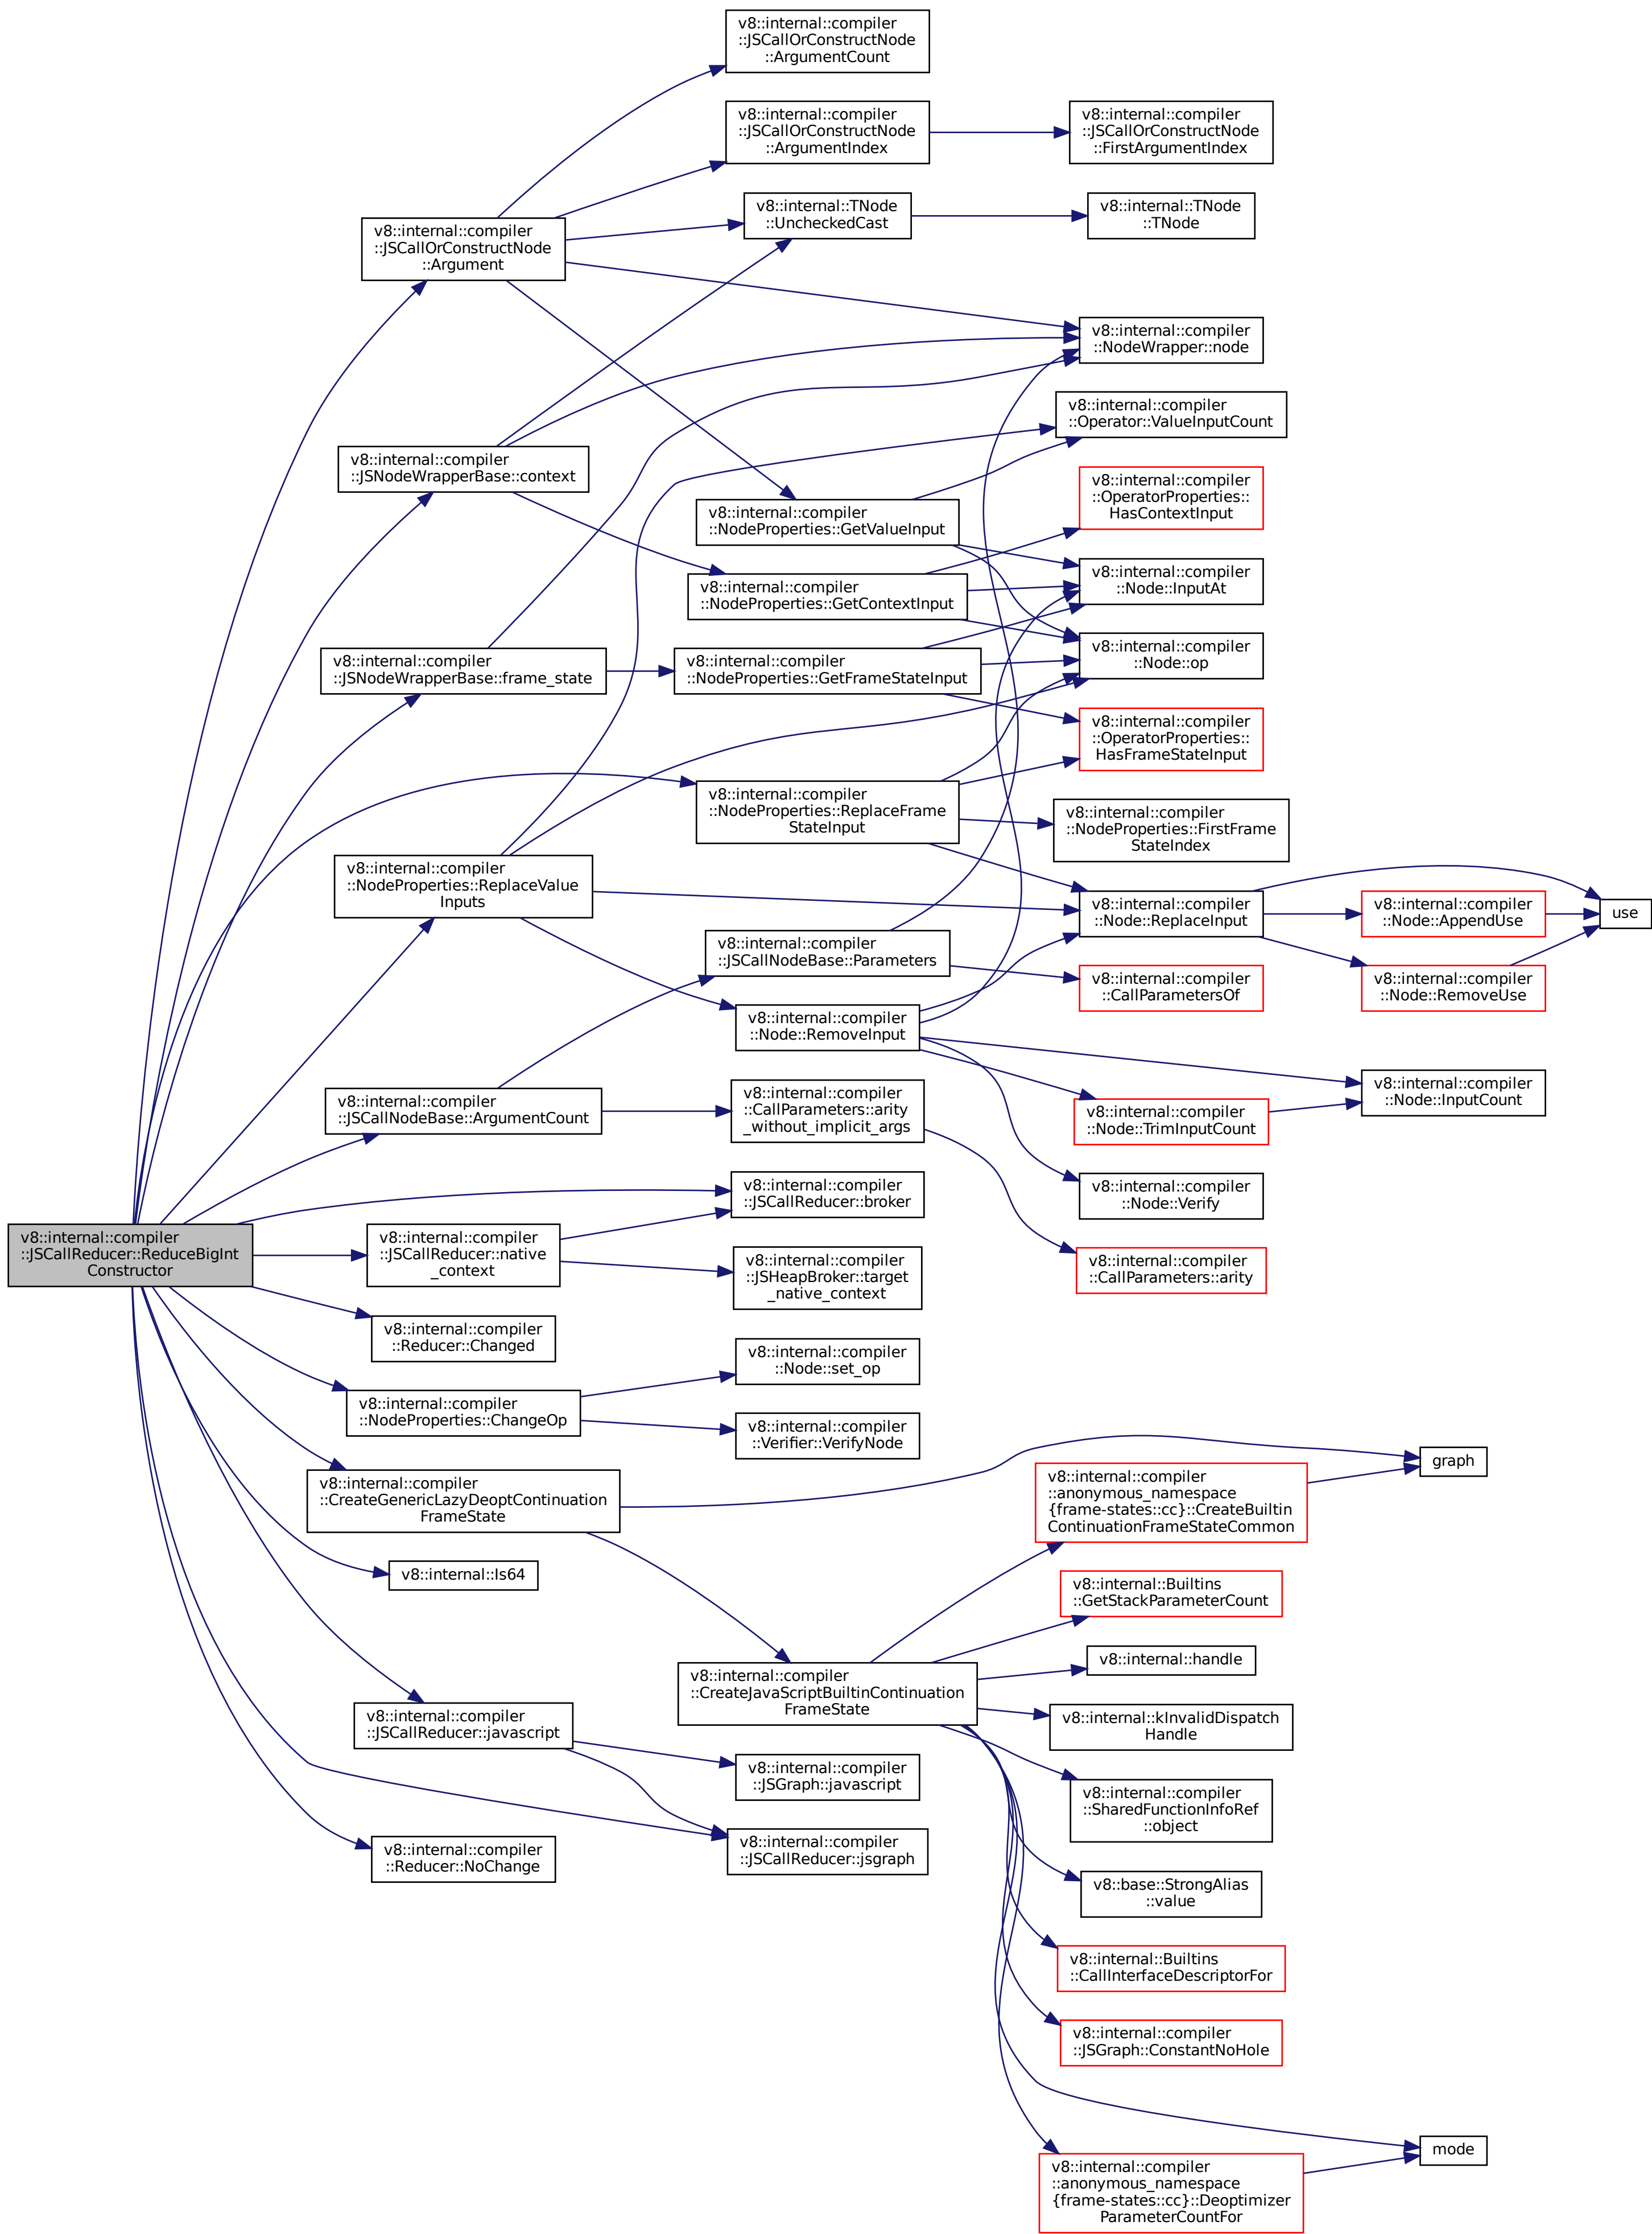 v8::internal::compiler
::JSCallOrConstructNode
::ArgumentCount
v8::internal::compiler
::JSCallOrConstructNode
::ArgumentIndex
v8::internal::compiler
::JSCallOrConstructNode
::FirstArgumentIndex
v8::internal::TNode
::UncheckedCast
v8::internal::TNode
::TNode
v8::internal::compiler
::JSCallOrConstructNode
::Argument
v8::internal::compiler
::NodeWrapper::node
v8::internal::compiler
::Operator::ValueInputCount
v8::internal::compiler
::JSNodeWrapperBase::context
v8::internal::compiler
::OperatorProperties::
HasContextInput
v8::internal::compiler
::NodeProperties::GetValueInput
v8::internal::compiler
::Node::InputAt
v8::internal::compiler
::NodeProperties::GetContextInput
v8::internal::compiler
::Node::op
v8::internal::compiler
::JSNodeWrapperBase::frame_state
v8::internal::compiler
::NodeProperties::GetFrameStateInput
v8::internal::compiler
::OperatorProperties::
HasFrameStateInput
v8::internal::compiler
::NodeProperties::ReplaceFrame
StateInput
v8::internal::compiler
::NodeProperties::FirstFrame
StateIndex
v8::internal::compiler
::NodeProperties::ReplaceValue
Inputs
v8::internal::compiler
::Node::ReplaceInput
v8::internal::compiler
::Node::AppendUse
use
v8::internal::compiler
::JSCallNodeBase::Parameters
v8::internal::compiler
::CallParametersOf
v8::internal::compiler
::Node::RemoveUse
v8::internal::compiler
::Node::RemoveInput
v8::internal::compiler
::Node::InputCount
v8::internal::compiler
::JSCallNodeBase::ArgumentCount
v8::internal::compiler
::CallParameters::arity
_without_implicit_args
v8::internal::compiler
::Node::TrimInputCount
v8::internal::compiler
::JSCallReducer::broker
v8::internal::compiler
::Node::Verify
v8::internal::compiler
::JSCallReducer::ReduceBigInt
Constructor
v8::internal::compiler
::JSCallReducer::native
_context
v8::internal::compiler
::JSHeapBroker::target
_native_context
v8::internal::compiler
::CallParameters::arity
v8::internal::compiler
::Reducer::Changed
v8::internal::compiler
::Node::set_op
v8::internal::compiler
::NodeProperties::ChangeOp
v8::internal::compiler
::Verifier::VerifyNode
v8::internal::compiler
::CreateGenericLazyDeoptContinuation
FrameState
v8::internal::compiler
::anonymous_namespace
{frame-states::cc}::CreateBuiltin
ContinuationFrameStateCommon
graph
v8::internal::Is64
v8::internal::Builtins
::GetStackParameterCount
v8::internal::handle
v8::internal::compiler
::CreateJavaScriptBuiltinContinuation
FrameState
v8::internal::compiler
::JSCallReducer::javascript
v8::internal::kInvalidDispatch
Handle
v8::internal::compiler
::JSGraph::javascript
v8::internal::compiler
::SharedFunctionInfoRef
::object
v8::internal::compiler
::Reducer::NoChange
v8::internal::compiler
::JSCallReducer::jsgraph
v8::base::StrongAlias
::value
v8::internal::Builtins
::CallInterfaceDescriptorFor
v8::internal::compiler
::JSGraph::ConstantNoHole
mode
v8::internal::compiler
::anonymous_namespace
{frame-states::cc}::Deoptimizer
ParameterCountFor